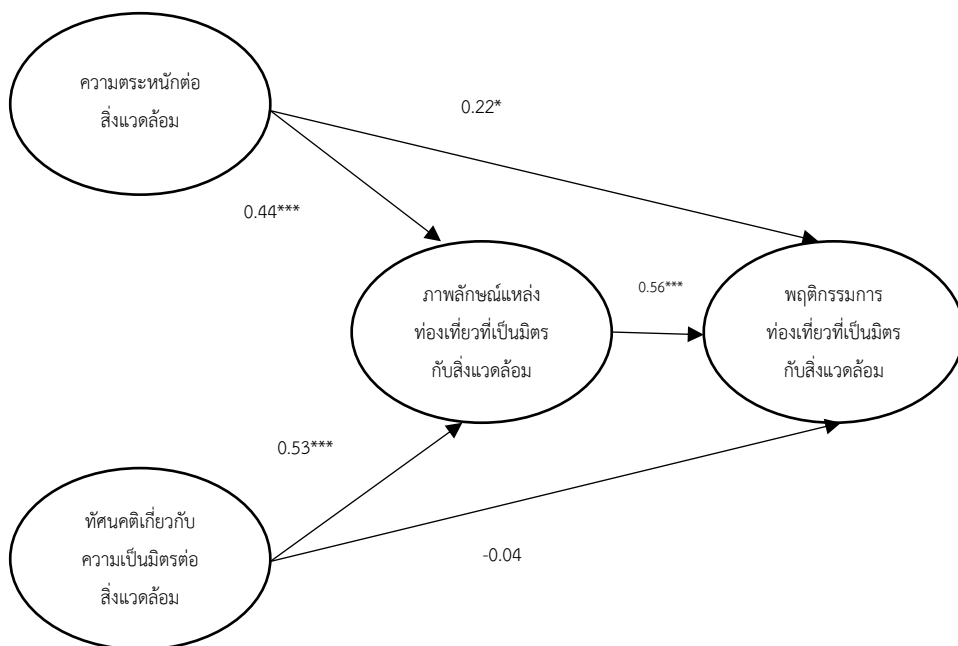 ความตระหนักต่อ
สิ่งแวดล้อม
0.22*
0.44***
ภาพลักษณ์แหล่ง
ท่องเที่ยวที่เป็นมิตร
กับสิ่งแวดล้อม
0.56***
พฤติกรรมการ
ท่องเที่ยวที่เป็นมิตร
กับสิ่งแวดล้อม
0.53***
ทัศนคติเกี่ยวกับ
ความเป็นมิตรต่อ
สิ่งแวดล้อม
-0.04